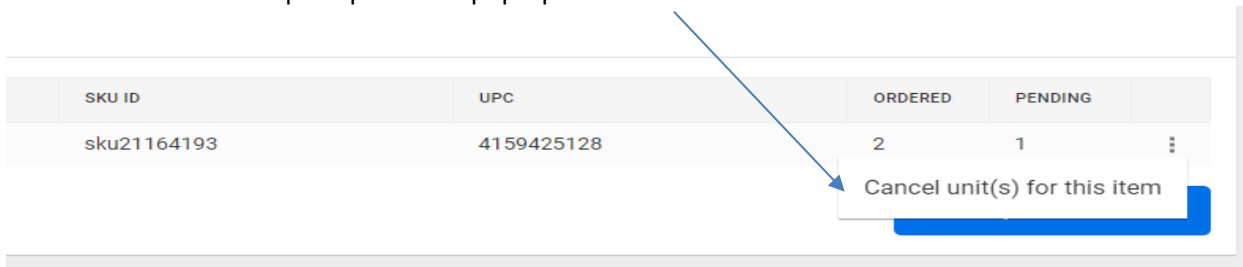 SKU ID UPC ORDERED PENDING
sku21164193 4159425128 2 1
Cancel unit(s) for this item